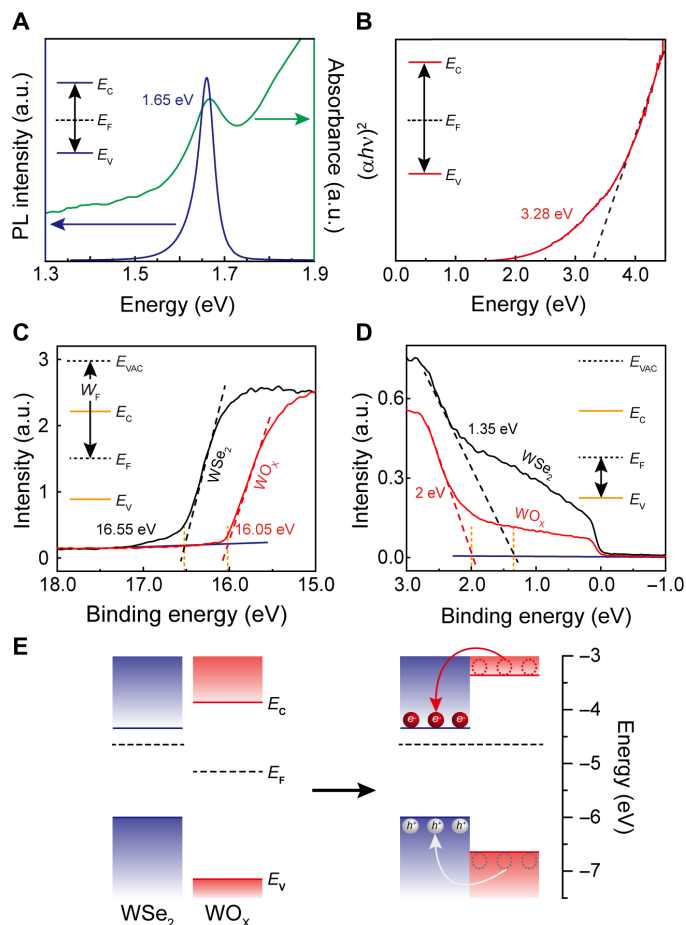 A
PL intensity (a.u.)
Absorbance (a.u.)
E_C
E_F
E_V
1.65 eV
1.3 1.5 1.7 1.9
Energy (eV)
B
(αhν)²
E_C
E_F
E_V
3.28 eV
0.0 1.0 2.0 3.0 4.0
Energy (eV)
C
Intensity (a.u.)
3
2
1
0
E_VAC
W_F
E_C
E_F
E_V
WSe₂
WO_X
16.55 eV
16.05 eV
18.0 17.0 16.0 15.0
Binding energy (eV)
D
Intensity (a.u.)
0.6
0.3
0.0
E_VAC
E_C
E_F
E_V
1.35 eV
WSe₂
2 eV
WO_X
3.0 2.0 1.0 0.0 −1.0
Binding energy (eV)
E
E_C
E_F
E_V
WSe₂ WO_X
e⁻ e⁻ e⁻
h⁺ h⁺ h⁺
−3
−4
−5
−6
−7
Energy (eV)